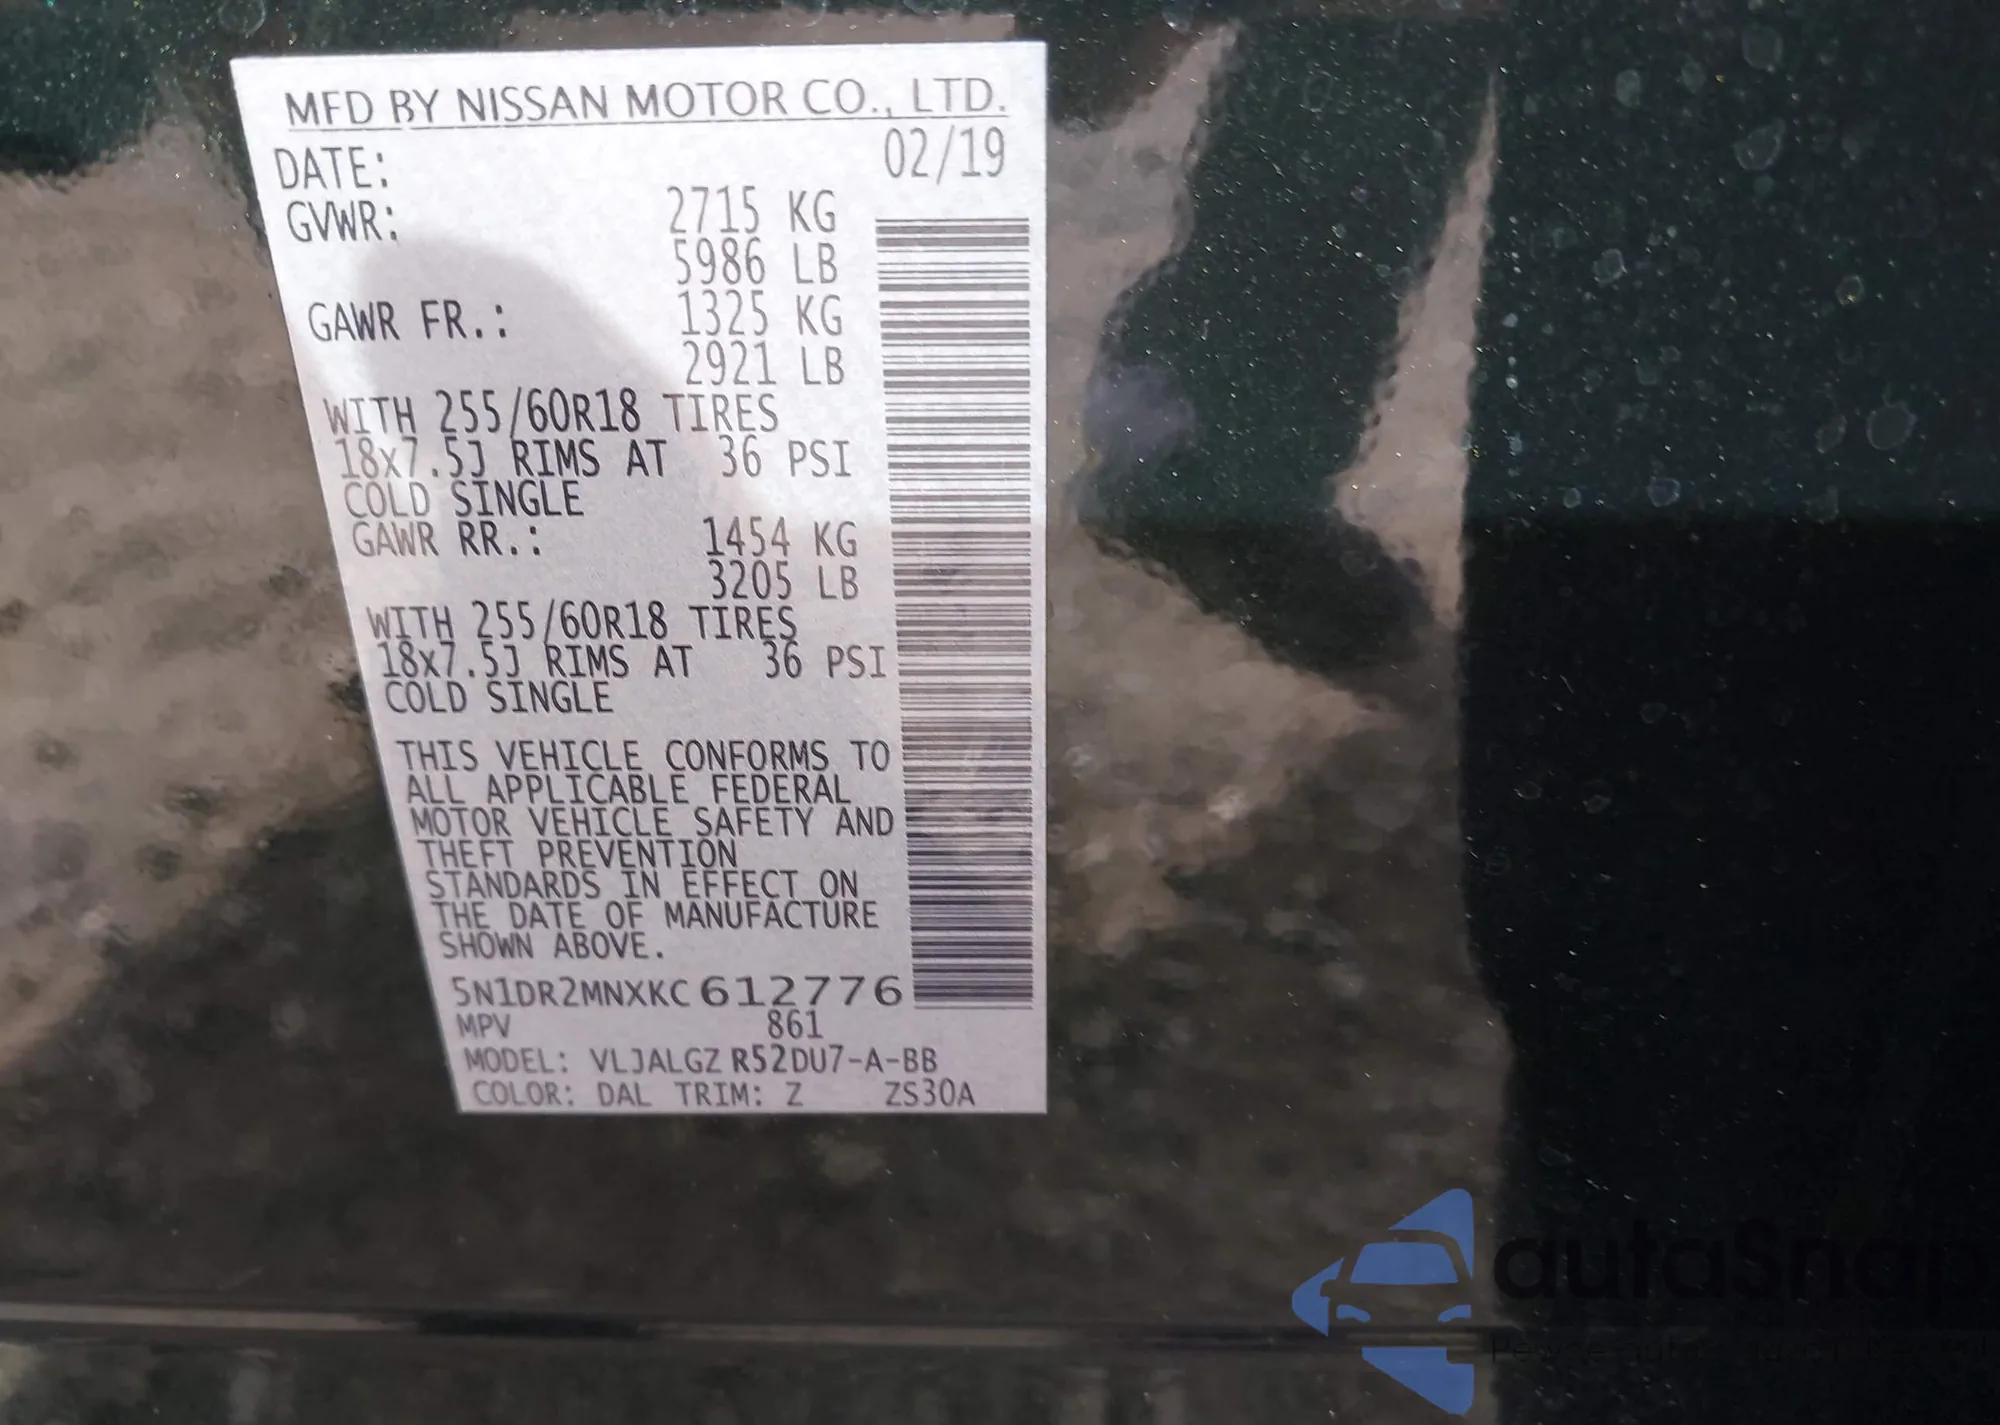 MFD BY NISSAN MOTOR CO., LTD.
DATE: 02/19
GVWR: 2715 KG
5986 LB
GAWR FR.: 1325 KG
2921 LB
WITH 255/60R18 TIRES
18x7.5J RIMS AT 36 PSI
COLD SINGLE
GAWR RR.: 1454 KG
3205 LB
WITH 255/60R18 TIRES
18x7.5J RIMS AT 36 PSI
COLD SINGLE
THIS VEHICLE CONFORMS TO
ALL APPLICABLE FEDERAL
MOTOR VEHICLE SAFETY AND
THEFT PREVENTION
STANDARDS IN EFFECT ON
THE DATE OF MANUFACTURE
SHOWN ABOVE.
5N1DR2MNXKC612776
MPV 861
MODEL: VLJALGZ R52DU7-A-BB
COLOR: DAL TRIM: Z ZS30A
autaSnap